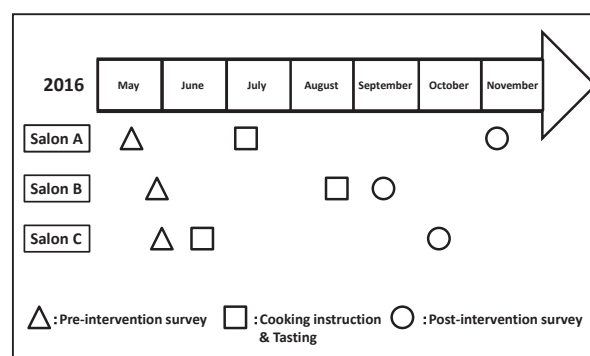 2016 May June July August September October November
Salon A
Salon B
Salon C
: Pre-intervention survey : Cooking instruction : Post-intervention survey
& Tasting